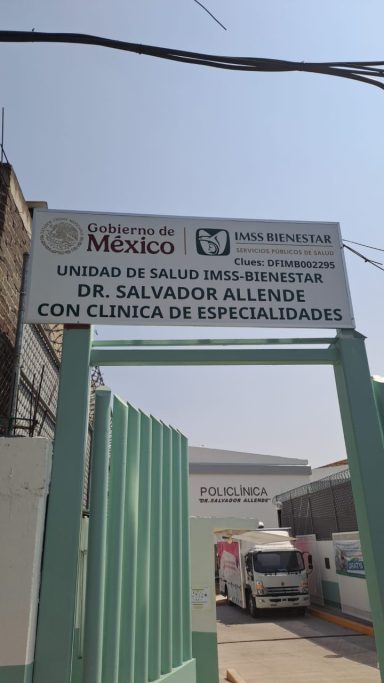 Gobierno de
México
IMSS BIENESTAR
SERVICIOS PÚBLICOS DE SALUD
Clues: DFIMB002295
UNIDAD DE SALUD IMSS-BIENESTAR
DR. SALVADOR ALLENDE
CON CLINICA DE ESPECIALIDADES
POLICLÍNICA
"DR. SALVADOR ALLENDE"